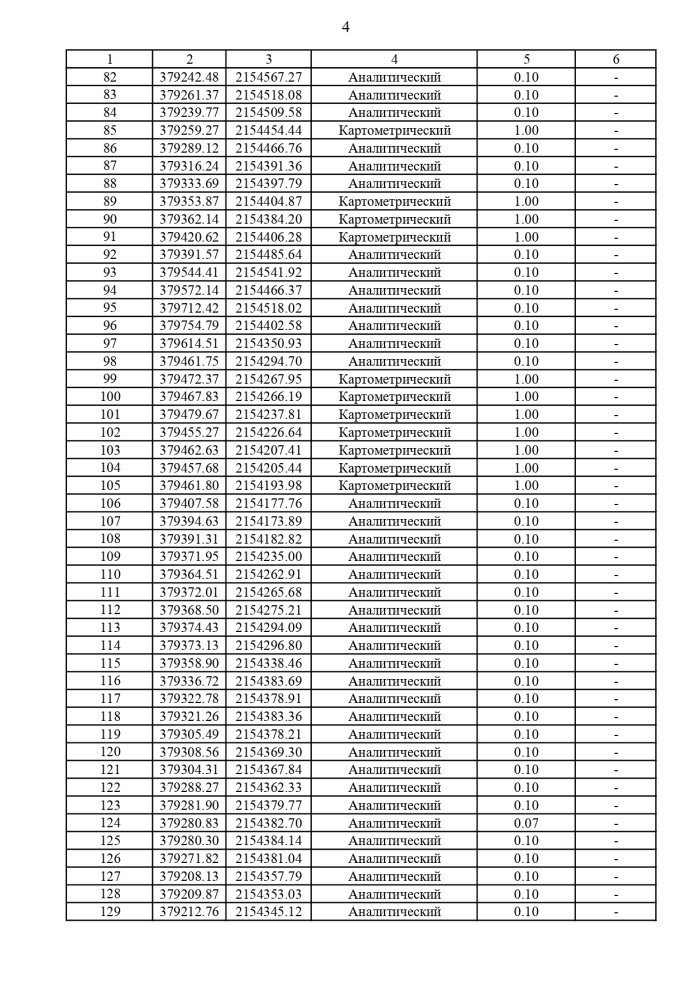 4
1 2 3 4 5 6
82 379242.48 2154567.27 Аналитический 0.10 -
83 379261.37 2154518.08 Аналитический 0.10 -
84 379239.77 2154509.58 Аналитический 0.10 -
85 379259.27 2154454.44 Картометрический 1.00 -
86 379289.12 2154466.76 Аналитический 0.10 -
87 379316.24 2154391.36 Аналитический 0.10 -
88 379333.69 2154397.79 Аналитический 0.10 -
89 379353.87 2154404.87 Картометрический 1.00 -
90 379362.14 2154384.20 Картометрический 1.00 -
91 379420.62 2154406.28 Картометрический 1.00 -
92 379391.57 2154485.64 Аналитический 0.10 -
93 379544.41 2154541.92 Аналитический 0.10 -
94 379572.14 2154466.37 Аналитический 0.10 -
95 379712.42 2154518.02 Аналитический 0.10 -
96 379754.79 2154402.58 Аналитический 0.10 -
97 379614.51 2154350.93 Аналитический 0.10 -
98 379461.75 2154294.70 Аналитический 0.10 -
99 379472.37 2154267.95 Картометрический 1.00 -
100 379467.83 2154266.19 Картометрический 1.00 -
101 379479.67 2154237.81 Картометрический 1.00 -
102 379455.27 2154226.64 Картометрический 1.00 -
103 379462.63 2154207.41 Картометрический 1.00 -
104 379457.68 2154205.44 Картометрический 1.00 -
105 379461.80 2154193.98 Картометрический 1.00 -
106 379407.58 2154177.76 Аналитический 0.10 -
107 379394.63 2154173.89 Аналитический 0.10 -
108 379391.31 2154182.82 Аналитический 0.10 -
109 379371.95 2154235.00 Аналитический 0.10 -
110 379364.51 2154262.91 Аналитический 0.10 -
111 379372.01 2154265.68 Аналитический 0.10 -
112 379368.50 2154275.21 Аналитический 0.10 -
113 379374.43 2154294.09 Аналитический 0.10 -
114 379373.13 2154296.80 Аналитический 0.10 -
115 379358.90 2154338.46 Аналитический 0.10 -
116 379336.72 2154383.69 Аналитический 0.10 -
117 379322.78 2154378.91 Аналитический 0.10 -
118 379321.26 2154383.36 Аналитический 0.10 -
119 379305.49 2154378.21 Аналитический 0.10 -
120 379308.56 2154369.30 Аналитический 0.10 -
121 379304.31 2154367.84 Аналитический 0.10 -
122 379288.27 2154362.33 Аналитический 0.10 -
123 379281.90 2154379.77 Аналитический 0.10 -
124 379280.83 2154382.70 Аналитический 0.07 -
125 379280.30 2154384.14 Аналитический 0.10 -
126 379271.82 2154381.04 Аналитический 0.10 -
127 379208.13 2154357.79 Аналитический 0.10 -
128 379209.87 2154353.03 Аналитический 0.10 -
129 379212.76 2154345.12 Аналитический 0.10 -